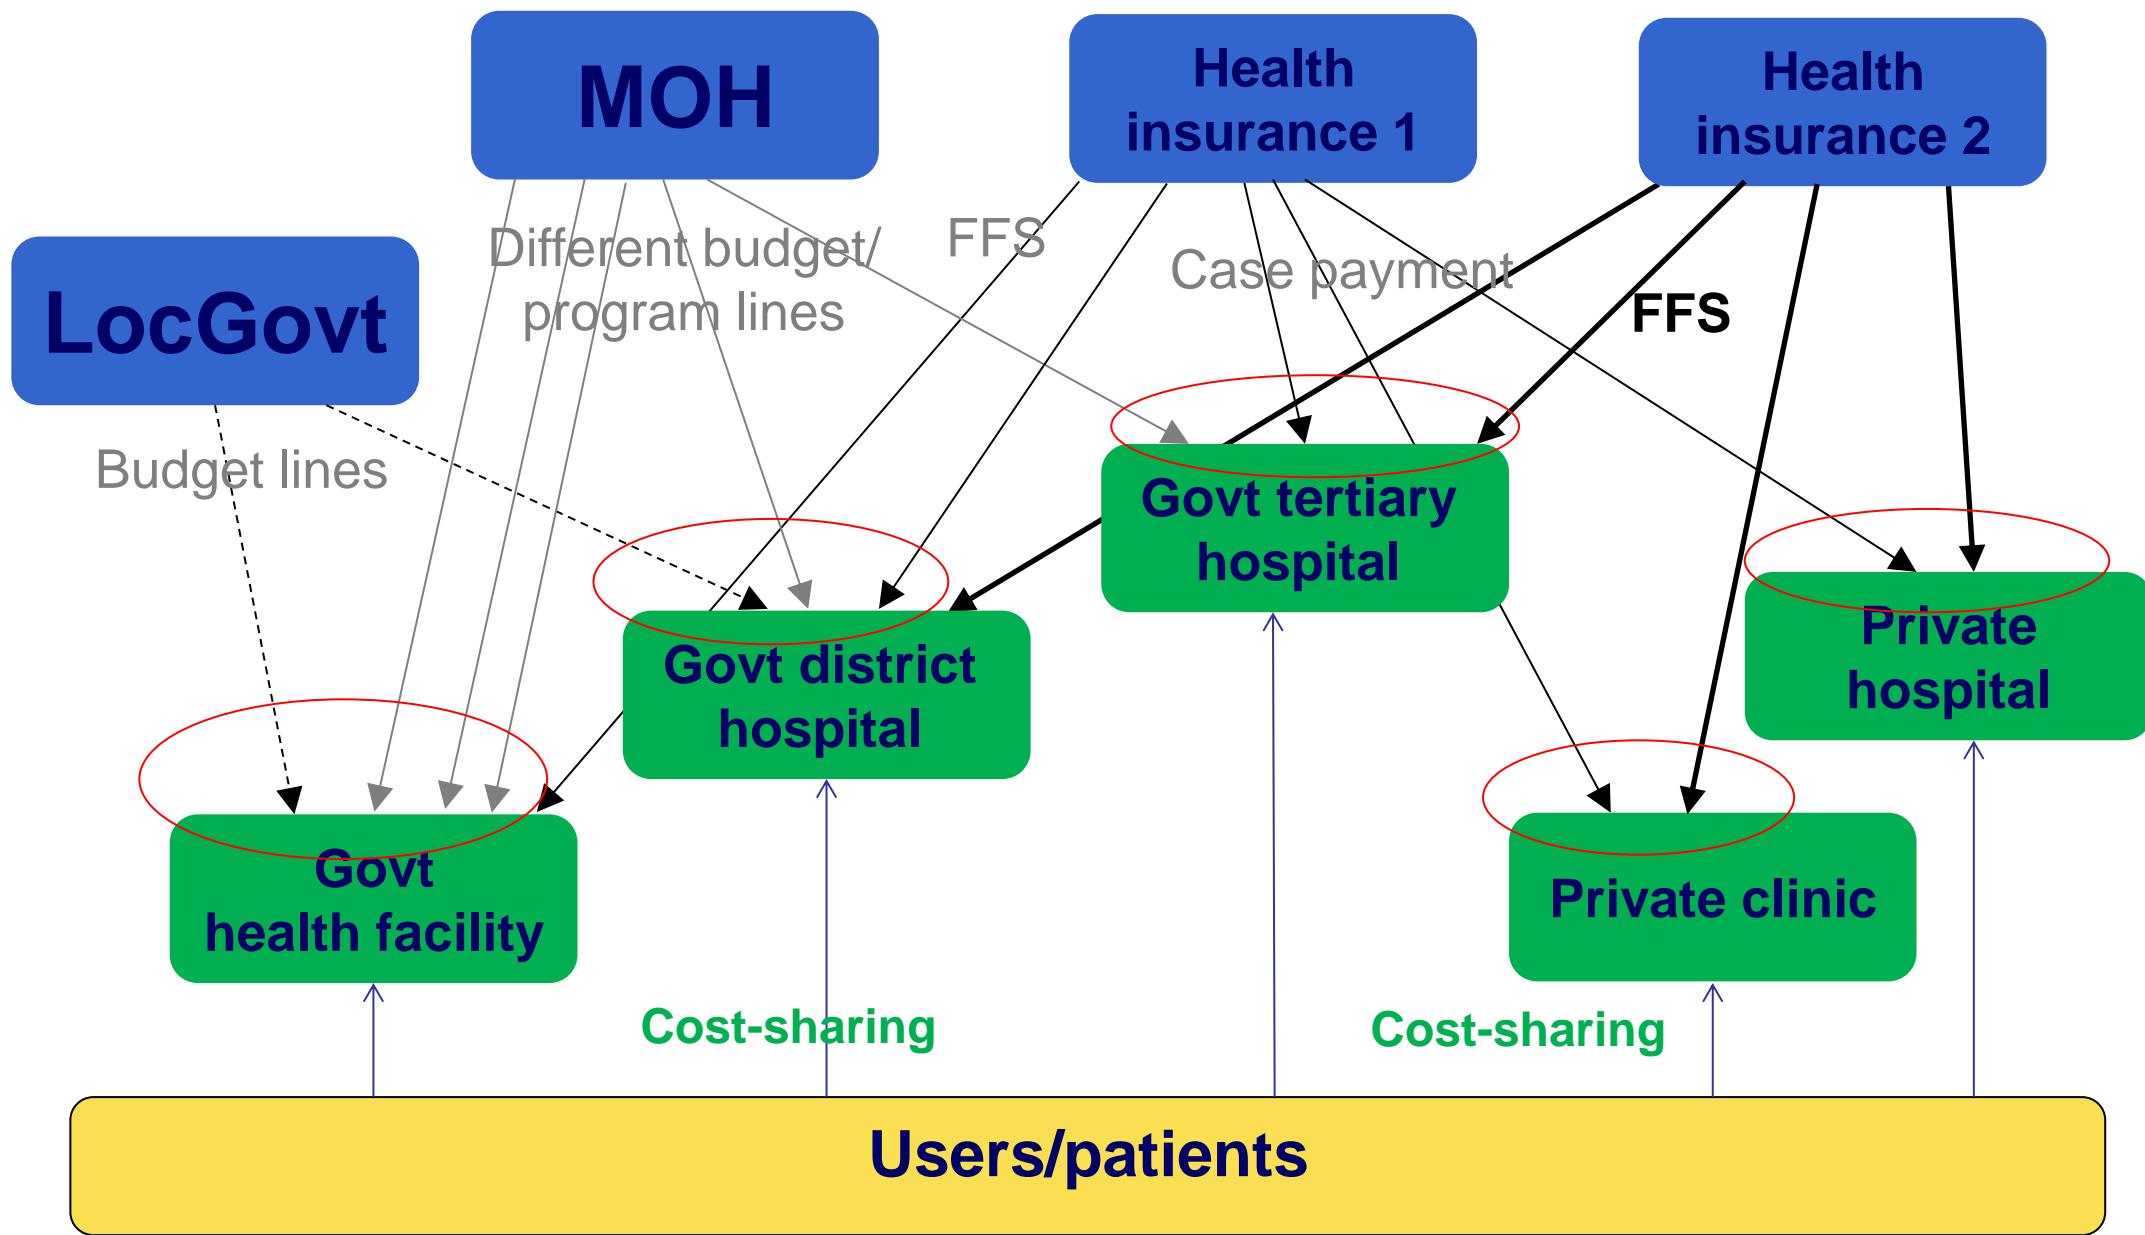 MOH
Health
insurance 1
Health
insurance 2
LocGovt
Different budget/
program lines
FFS
Case payment
FFS
Budget lines
Govt tertiary
hospital
Govt district
hospital
Private
hospital
Govt
health facility
Private clinic
Cost-sharing
Cost-sharing
Users/patients